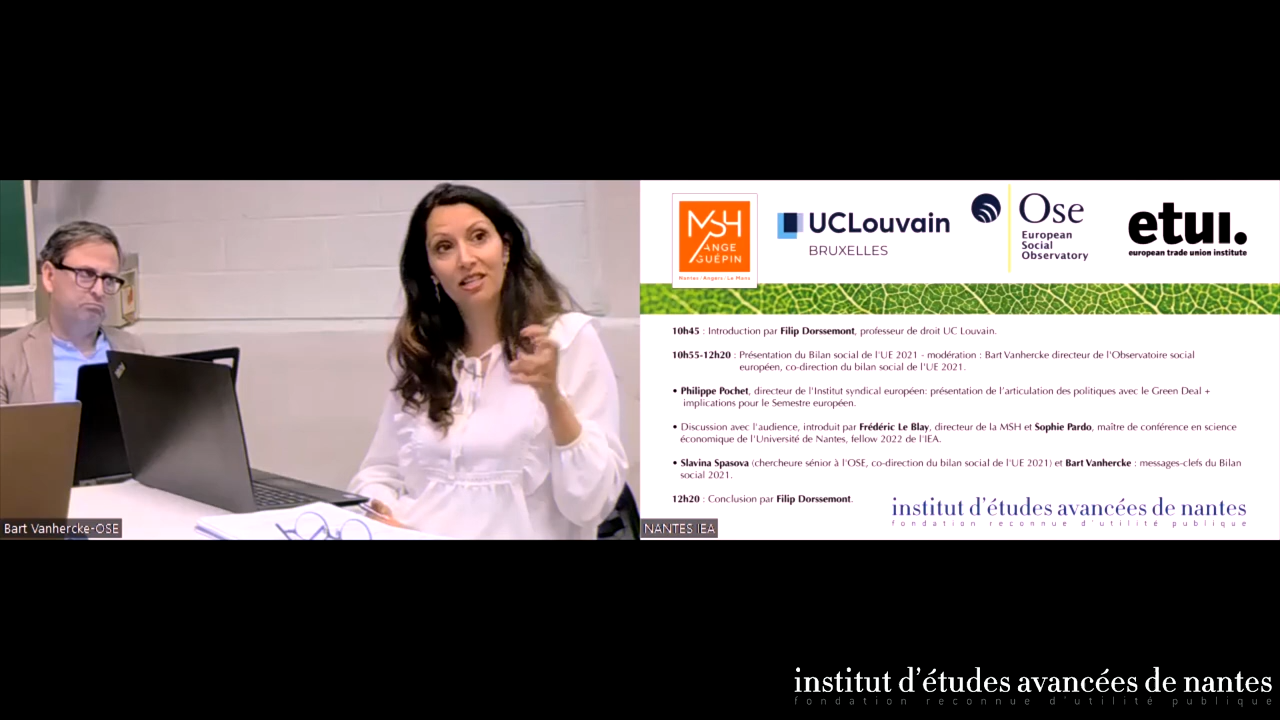 MSH
ANGE
GUÉPIN
Nantes · Angers · Le Mans
UCLouvain
BRUXELLES
Ose
European
Social
Observatory
etui.
european trade union institute
10h45 : Introduction par Filip Dorssemont, professeur de droit UC Louvain.
10h55-12h20 : Présentation du Bilan social de l'UE 2021 - modération : Bart Vanhercke directeur de l'Observatoire social
européen, co-direction du bilan social de l'UE 2021.
• Philippe Pochet, directeur de l'Institut syndical européen: présentation de l'articulation des politiques avec le Green Deal +
implications pour le Semestre européen.
• Discussion avec l'audience, introduit par Frédéric Le Blay, directeur de la MSH et Sophie Pardo, maître de conférence en science
économique de l'Université de Nantes, fellow 2022 de l'IEA.
• Slavina Spasova (chercheure sénior à l'OSE, co-direction du bilan social de l'UE 2021) et Bart Vanhercke : messages-clefs du Bilan
social 2021.
12h20 : Conclusion par Filip Dorssemont.
institut d'études avancées de nantes
fondation reconnue d'utilité publique
Bart Vanhercke-OSE
NANTES IEA
institut d'études avancées de nantes
fondation reconnue d'utilité publique